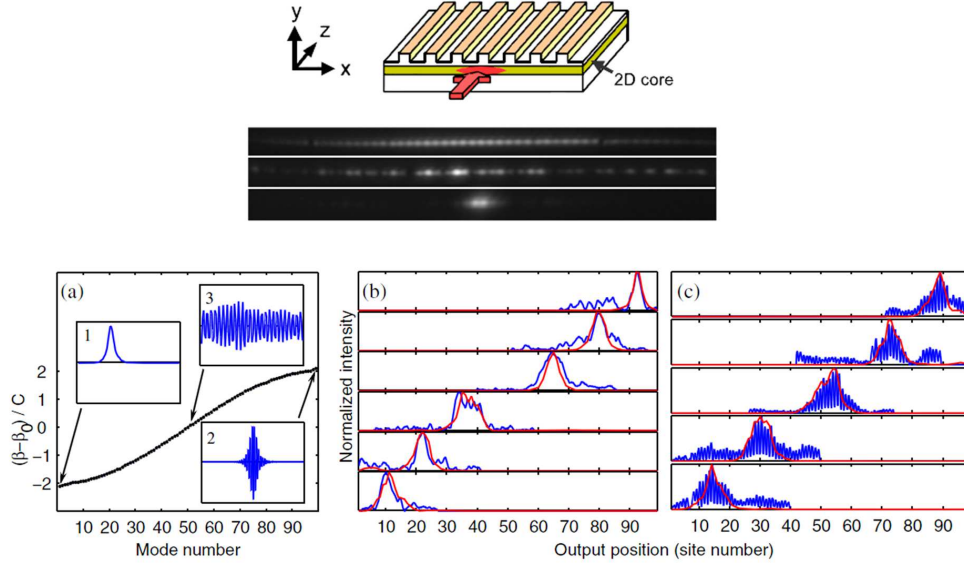 y
z
x
2D core
(a)
1
3
2
(β−β0) / C
2
1
0
−1
−2
10 20 30 40 50 60 70 80 90
Mode number
(b)
Normalized intensity
10 20 30 40 50 60 70 80 90
(c)
10 20 30 40 50 60 70 80 90
Output position (site number)